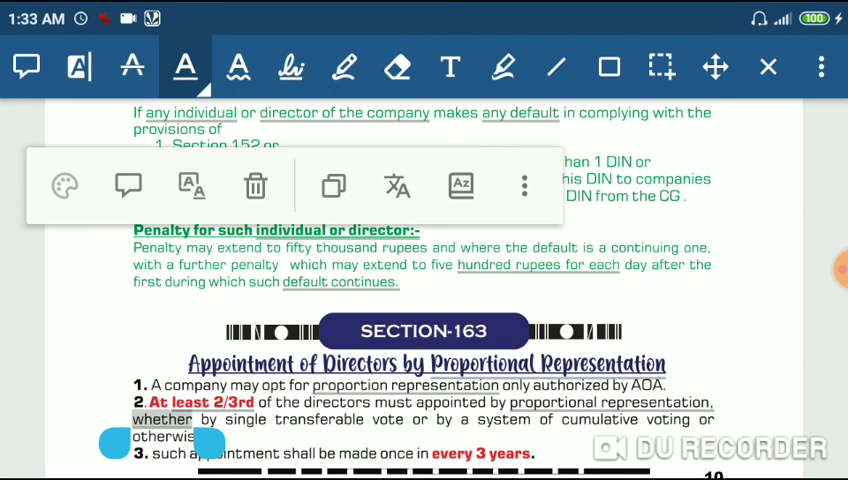 1:33 AM
100
A
A
A
A
T
If any individual or director of the company makes any default in complying with the
provisions of
1. Section 152 or
han 1 DIN or
his DIN to companies
DIN from the CG .
Az
Penalty for such individual or director:-
Penalty may extend to fifty thousand rupees and where the default is a continuing one,
with a further penalty which may extend to five hundred rupees for each day after the
first during which such default continues.
SECTION-163
Appointment of Directors by Proportional Representation
1. A company may opt for proportion representation only authorized by AOA.
2. At least 2/3rd of the directors must appointed by proportional representation,
whether by single transferable vote or by a system of cumulative voting or
otherwis
3. such appointment shall be made once in every 3 years.
DU RECORDER